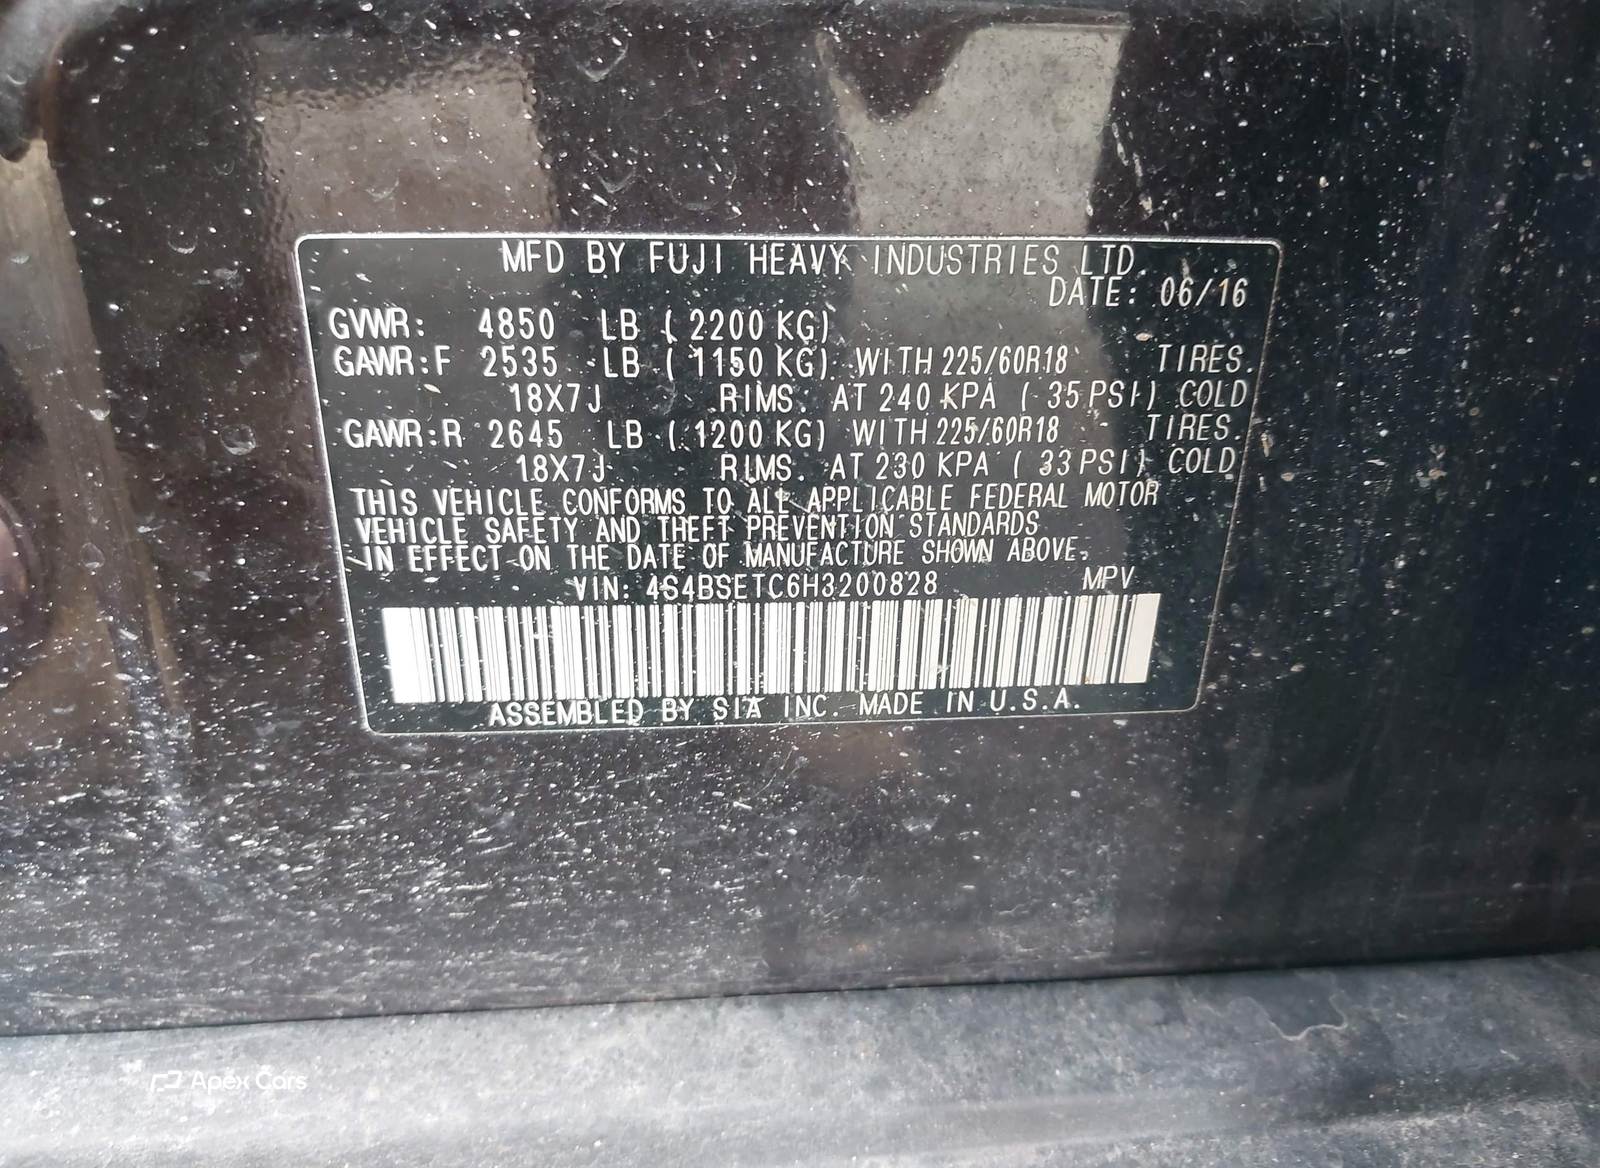 MFD BY FUJI HEAVY INDUSTRIES LTD.
DATE: 06/16
GVWR: 4850 LB (2200 KG)
GAWR:F 2535 LB (1150 KG) WITH 225/60R18 TIRES.
18X7J RIMS. AT 240 KPA (35 PSI) COLD
GAWR:R 2645 LB (1200 KG) WITH 225/60R18 TIRES.
18X7J RIMS. AT 230 KPA (33 PSI) COLD
THIS VEHICLE CONFORMS TO ALL APPLICABLE FEDERAL MOTOR
VEHICLE SAFETY AND THEFT PREVENTION STANDARDS
IN EFFECT ON THE DATE OF MANUFACTURE SHOWN ABOVE.
VIN: 4S4BSETC6H3200828 MPV
ASSEMBLED BY SIA INC. MADE IN U.S.A.
Apex Cars